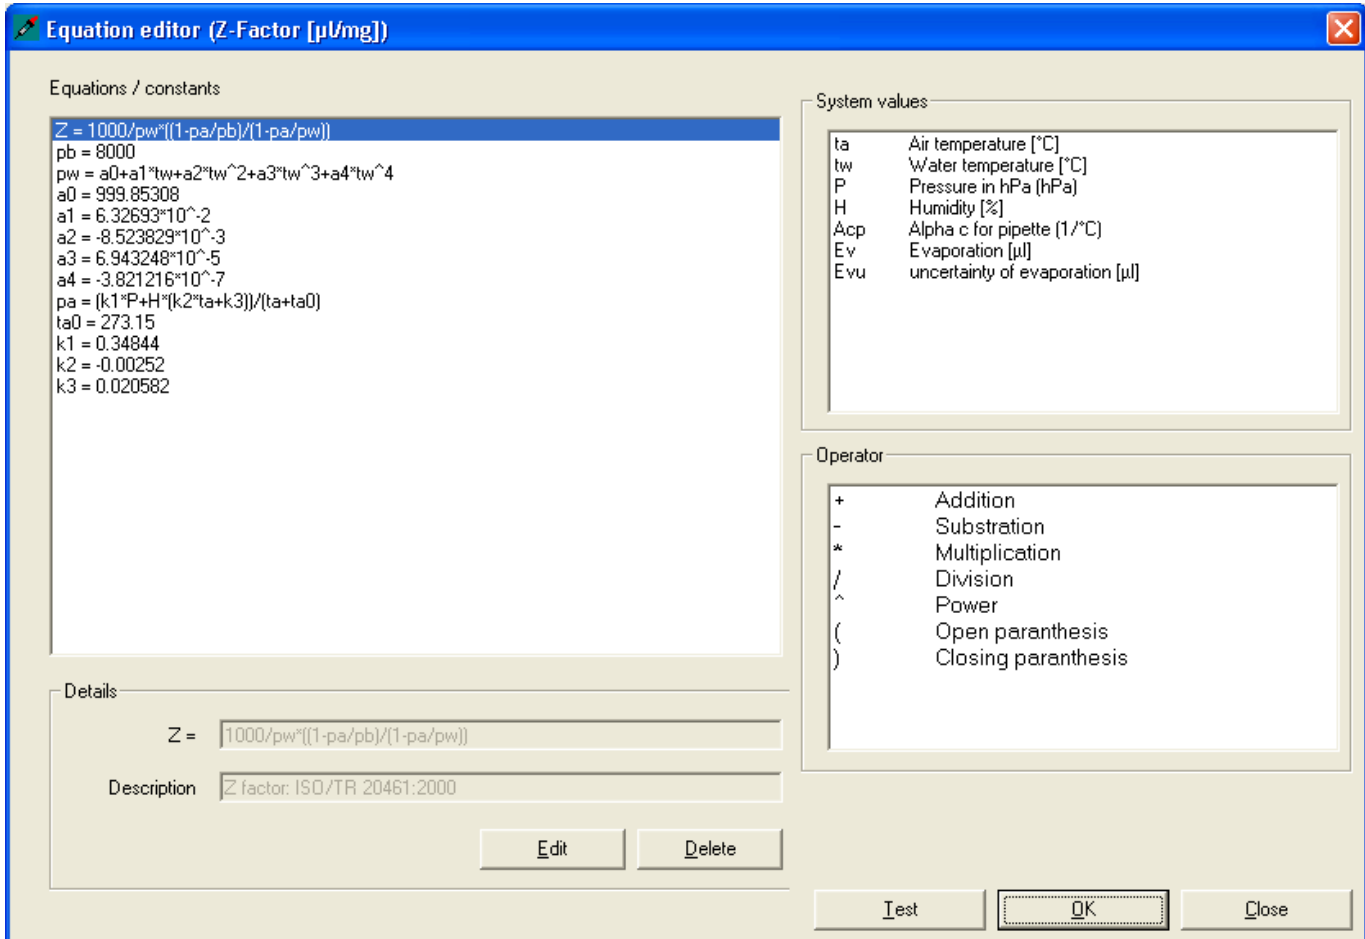 Equation editor (Z-Factor [µl/mg])
Equations / constants
Z = 1000/pw*((1-pa/pb)/(1-pa/pw))
pb = 8000
pw = a0+a1*tw+a2*tw^2+a3*tw^3+a4*tw^4
a0 = 999.85308
a1 = 6.32693*10^-2
a2 = -8.523829*10^-3
a3 = 6.943248*10^-5
a4 = -3.821216*10^-7
pa = (k1*P+H*(k2*ta+k3))/(ta+ta0)
ta0 = 273.15
k1 = 0.34844
k2 = -0.00252
k3 = 0.020582
System values
ta Air temperature [°C]
tw Water temperature [°C]
P Pressure in hPa (hPa)
H Humidity [%]
Acp Alpha c for pipette (1/°C)
Ev Evaporation [µl]
Evu uncertainty of evaporation [µl]
Operator
+ Addition
- Substration
* Multiplication
/ Division
^ Power
( Open paranthesis
) Closing paranthesis
Details
Z = 1000/pw*((1-pa/pb)/(1-pa/pw))
Description Z factor: ISO/TR 20461:2000
Edit Delete
Test OK Close